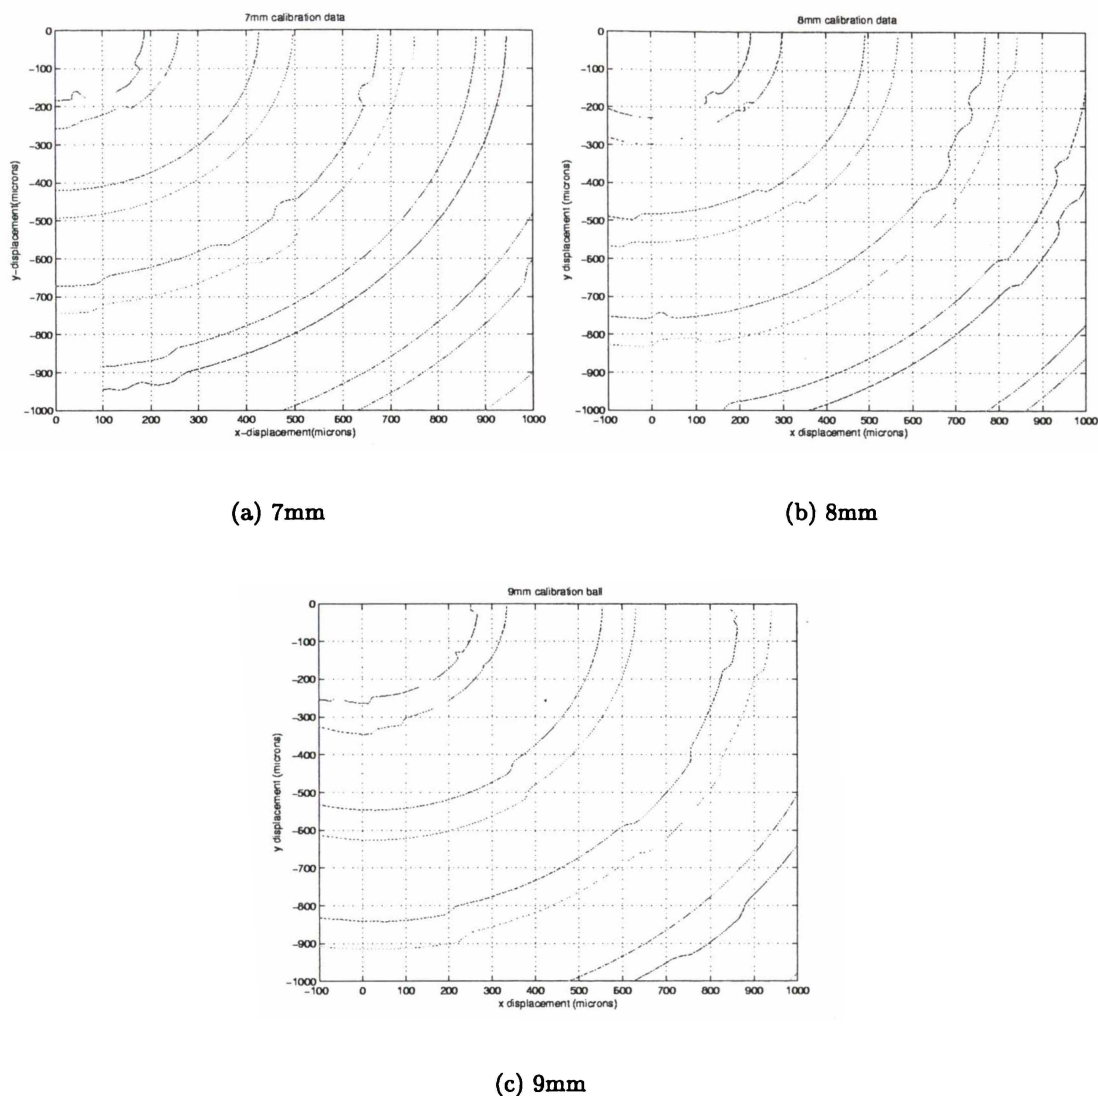 7mm calibration data
0
-100
-200
-300
-400
-500
-600
-700
-800
-900
-1000
y-displacement(microns)
0 100 200 300 400 500 600 700 800 900 1000
x-displacement(microns)
(a) 7mm
8mm calibration data
0
-100
-200
-300
-400
-500
-600
-700
-800
-900
-1000
y displacement (microns)
-100 0 100 200 300 400 500 600 700 800 900 1000
x displacement (microns)
(b) 8mm
9mm calibration ball
0
-100
-200
-300
-400
-500
-600
-700
-800
-900
-1000
y displacement (microns)
-100 0 100 200 300 400 500 600 700 800 900 1000
x displacement (microns)
(c) 9mm